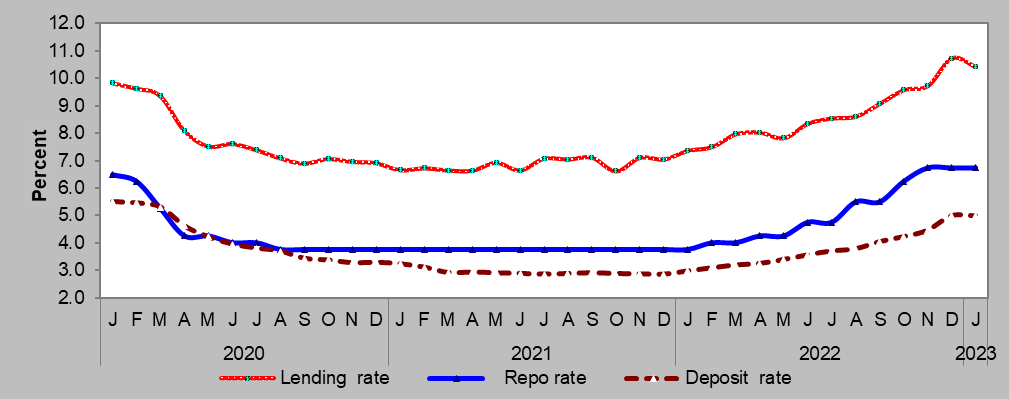 12.0
11.0
10.0
9.0
8.0
7.0
6.0
5.0
4.0
3.0
2.0
Percent
J F M A M J J A S O N D J F M A M J J A S O N D J F M A M J J A S O N D J
2020 2021 2022 2023
Lending rate Repo rate Deposit rate